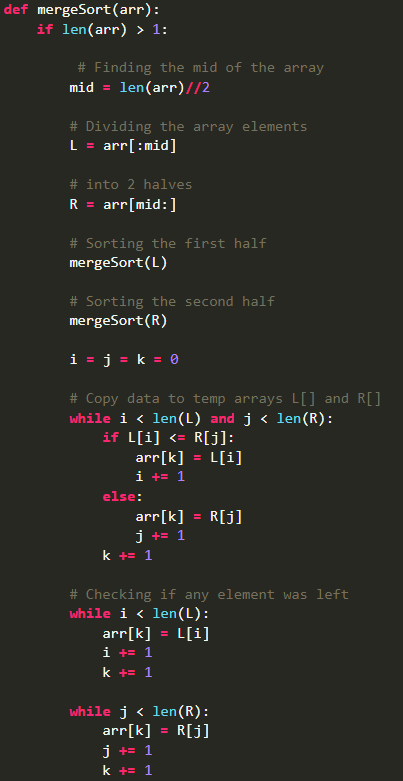 def mergeSort(arr):
    if len(arr) > 1:

         # Finding the mid of the array
        mid = len(arr)//2

        # Dividing the array elements
        L = arr[:mid]

        # into 2 halves
        R = arr[mid:]

        # Sorting the first half
        mergeSort(L)

        # Sorting the second half
        mergeSort(R)

        i = j = k = 0

        # Copy data to temp arrays L[] and R[]
        while i < len(L) and j < len(R):
            if L[i] <= R[j]:
                arr[k] = L[i]
                i += 1
            else:
                arr[k] = R[j]
                j += 1
            k += 1

        # Checking if any element was left
        while i < len(L):
            arr[k] = L[i]
            i += 1
            k += 1

        while j < len(R):
            arr[k] = R[j]
            j += 1
            k += 1